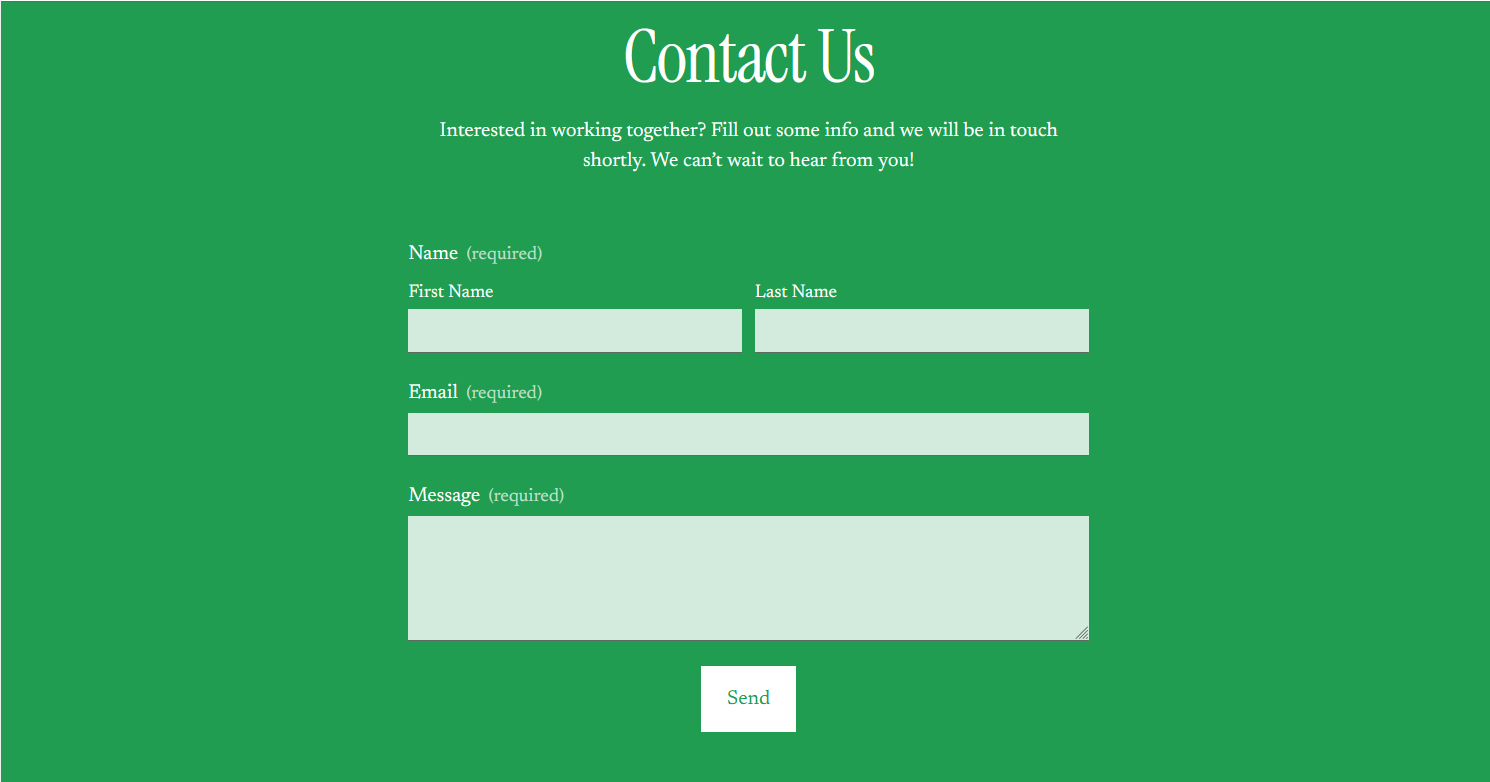 Contact Us
Interested in working together? Fill out some info and we will be in touch
shortly. We can’t wait to hear from you!
Name (required)
First Name
Last Name
Email (required)
Message (required)
Send